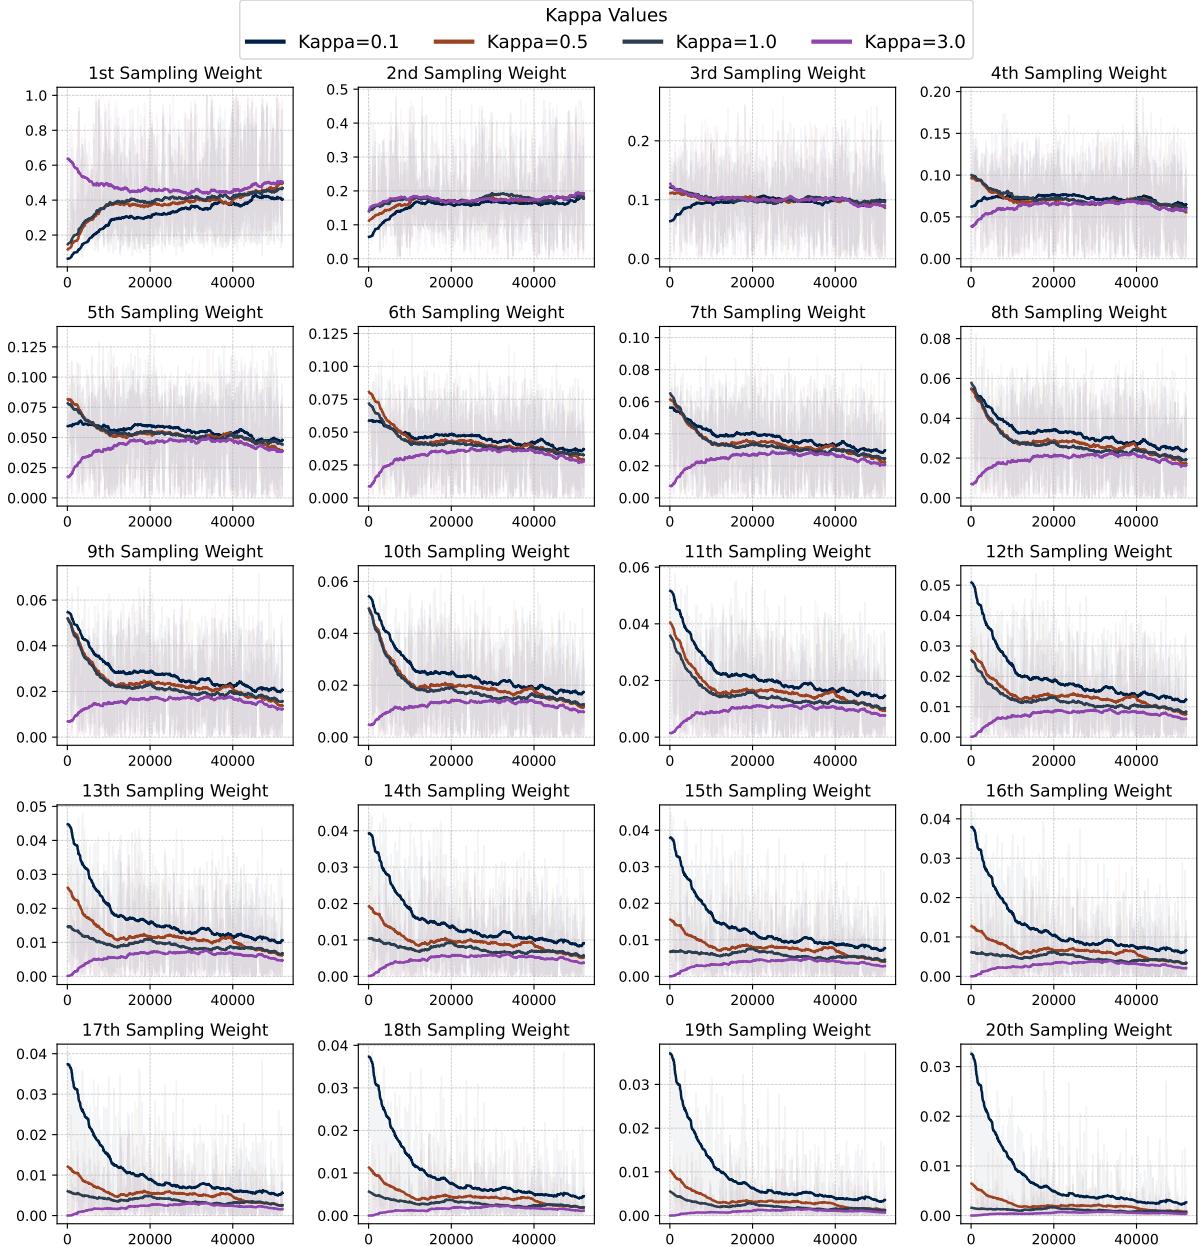 Kappa Values
Kappa=0.1 Kappa=0.5 Kappa=1.0 Kappa=3.0
1st Sampling Weight 2nd Sampling Weight 3rd Sampling Weight 4th Sampling Weight
1.0 0.8 0.6 0.4 0.2
0 20000 40000
0.5 0.4 0.3 0.2 0.1 0.0
0 20000 40000
0.2 0.1 0.0
0 20000 40000
0.20 0.15 0.10 0.05 0.00
0 20000 40000
5th Sampling Weight 6th Sampling Weight 7th Sampling Weight 8th Sampling Weight
0.125 0.100 0.075 0.050 0.025 0.000
0 20000 40000
0.125 0.100 0.075 0.050 0.025 0.000
0 20000 40000
0.10 0.08 0.06 0.04 0.02 0.00
0 20000 40000
0.08 0.06 0.04 0.02 0.00
0 20000 40000
9th Sampling Weight 10th Sampling Weight 11th Sampling Weight 12th Sampling Weight
0.06 0.04 0.02 0.00
0 20000 40000
0.06 0.04 0.02 0.00
0 20000 40000
0.06 0.04 0.02 0.00
0 20000 40000
0.05 0.04 0.03 0.02 0.01 0.00
0 20000 40000
13th Sampling Weight 14th Sampling Weight 15th Sampling Weight 16th Sampling Weight
0.05 0.04 0.03 0.02 0.01 0.00
0 20000 40000
0.04 0.03 0.02 0.01 0.00
0 20000 40000
0.04 0.03 0.02 0.01 0.00
0 20000 40000
0.04 0.03 0.02 0.01 0.00
0 20000 40000
17th Sampling Weight 18th Sampling Weight 19th Sampling Weight 20th Sampling Weight
0.04 0.03 0.02 0.01 0.00
0 20000 40000
0.04 0.03 0.02 0.01 0.00
0 20000 40000
0.03 0.02 0.01 0.00
0 20000 40000
0.03 0.02 0.01 0.00
0 20000 40000